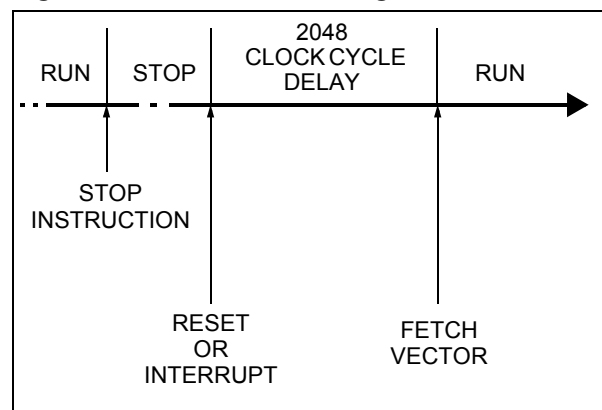 2048
CLOCK CYCLE
DELAY
RUN
STOP
RUN
STOP
INSTRUCTION
RESET
OR
INTERRUPT
FETCH
VECTOR